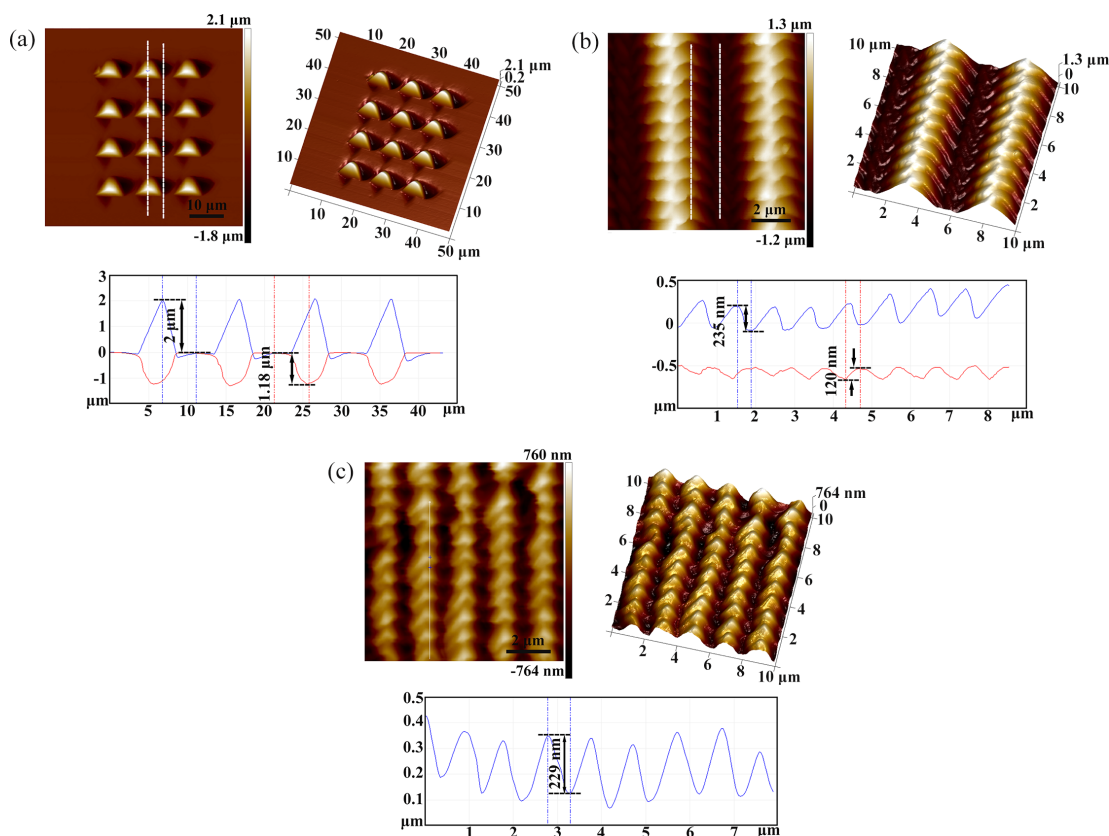 (a)
2.1 µm
10 µm
-1.8 µm
50
40
30
20
10
10
20
30
40
2.1 µm
0.2
50
40
30
20
10
10
20
30
40
50 µm
3
2
1
0
-1
µm
2 µm
1.18 µm
5
10
15
20
25
30
35
40
µm
(b)
1.3 µm
2 µm
-1.2 µm
10 µm
8
6
4
2
1.3 µm
0
10
8
6
4
2
2
4
6
8
10 µm
0.5
0
-0.5
µm
235 nm
120 nm
1
2
3
4
5
6
7
8
µm
(c)
760 nm
2 µm
-764 nm
10
8
6
4
2
764 nm
0
10
8
6
4
2
2
4
6
8
10 µm
0.5
0.4
0.3
0.2
0.1
µm
229 nm
1
2
3
4
5
6
7
µm